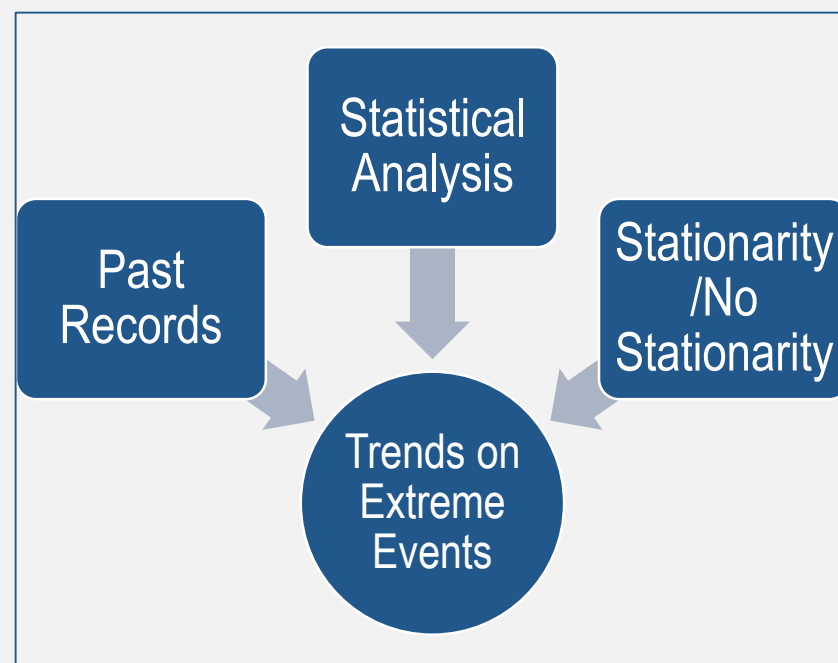 Statistical
Analysis
Past
Records
Stationarity
/No
Stationarity
Trends on
Extreme
Events